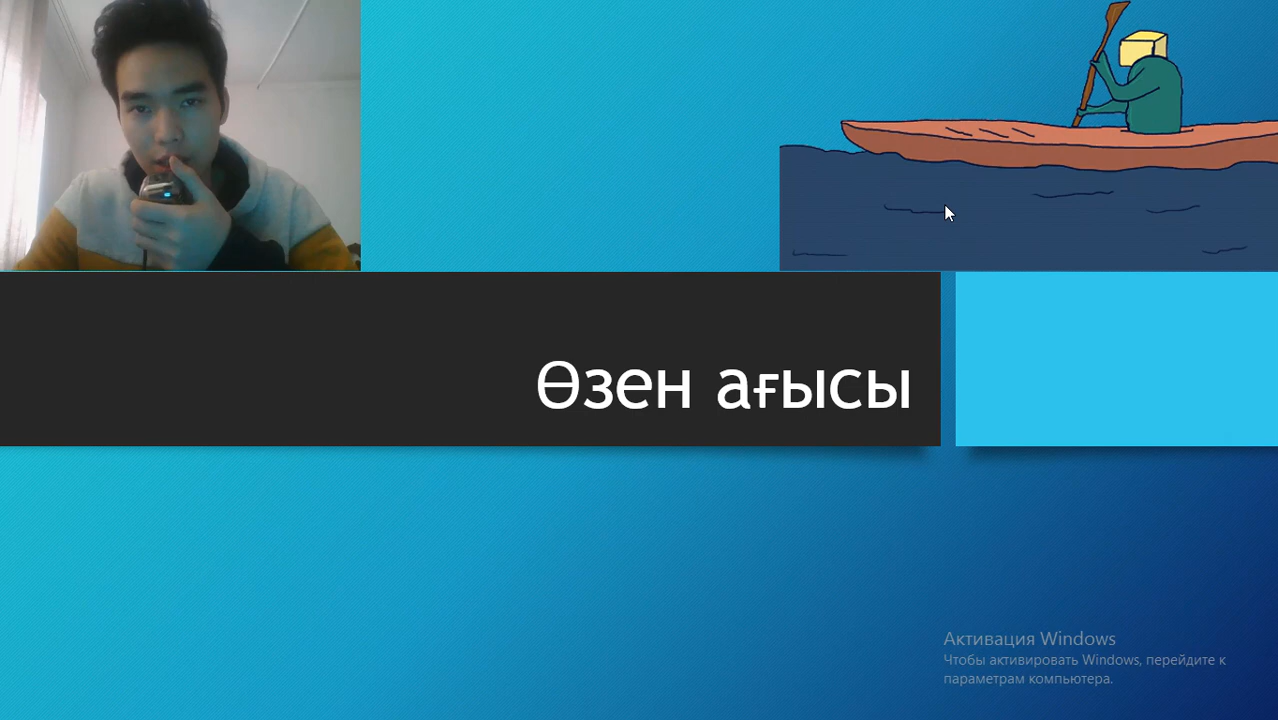 Өзен ағысы
Активация Windows
Чтобы активировать Windows, перейдите к
параметрам компьютера.